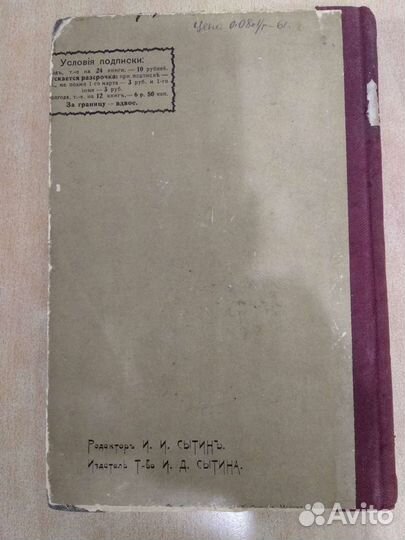 Цена
Условія подписки:
т.-е. на 24 книги, — 10 рублей.
скается разсрочка: при подпискѣ —
не позже 1-го марта — 3 руб. и 1-го
— 3 руб.
олгода, т.-е. на 12 книгъ, — 6 р. 50 коп.
За границу — вдвое.
Редакторъ И. И. СЫТИНЪ.
Издатель Т-во И. Д. СЫТИНА.
Avito